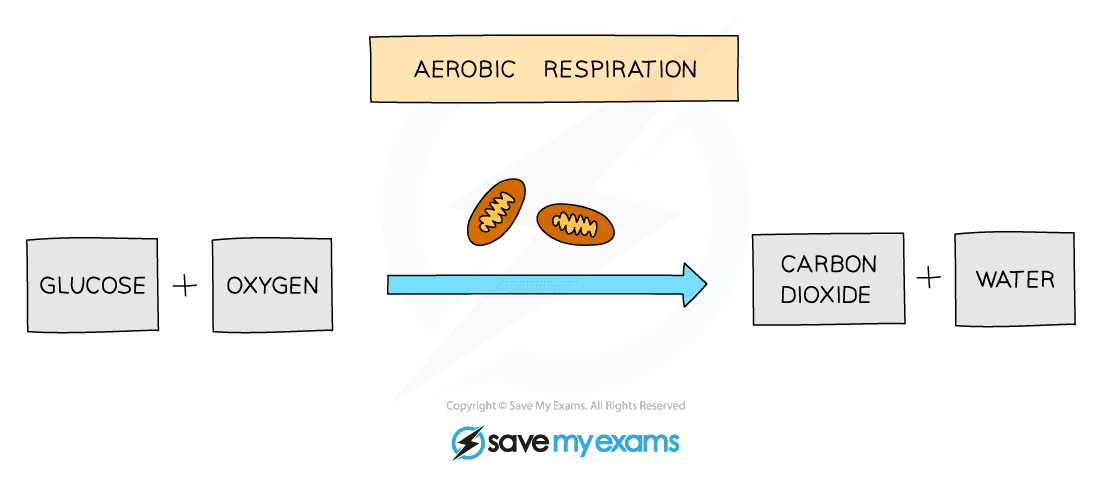 AEROBIC RESPIRATION
GLUCOSE + OXYGEN CARBON DIOXIDE + WATER
Copyright © Save My Exams. All Rights Reserved
save my exams